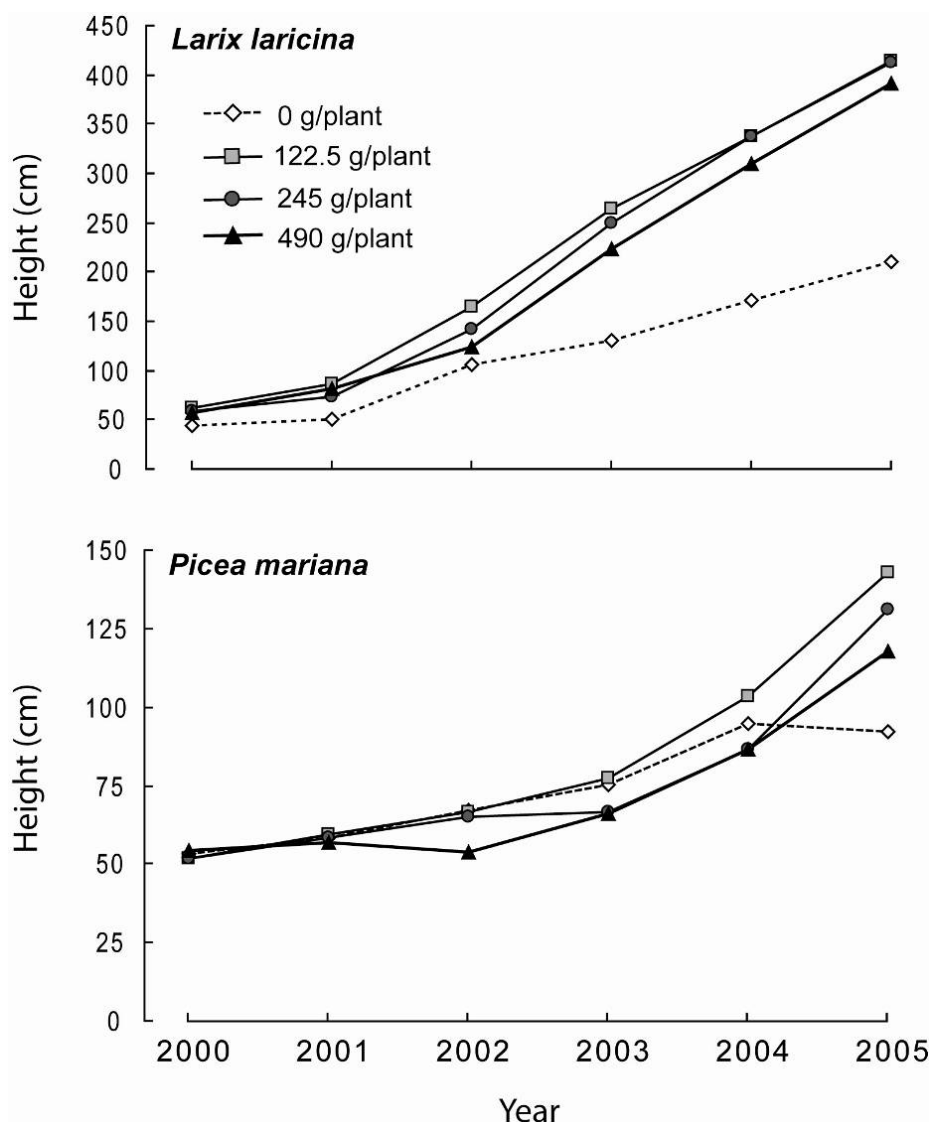 Larix laricina
0 g/plant
122.5 g/plant
245 g/plant
490 g/plant
Height (cm)
450
400
350
300
250
200
150
100
50
0
Picea mariana
Height (cm)
150
125
100
75
50
25
0
2000 2001 2002 2003 2004 2005
Year